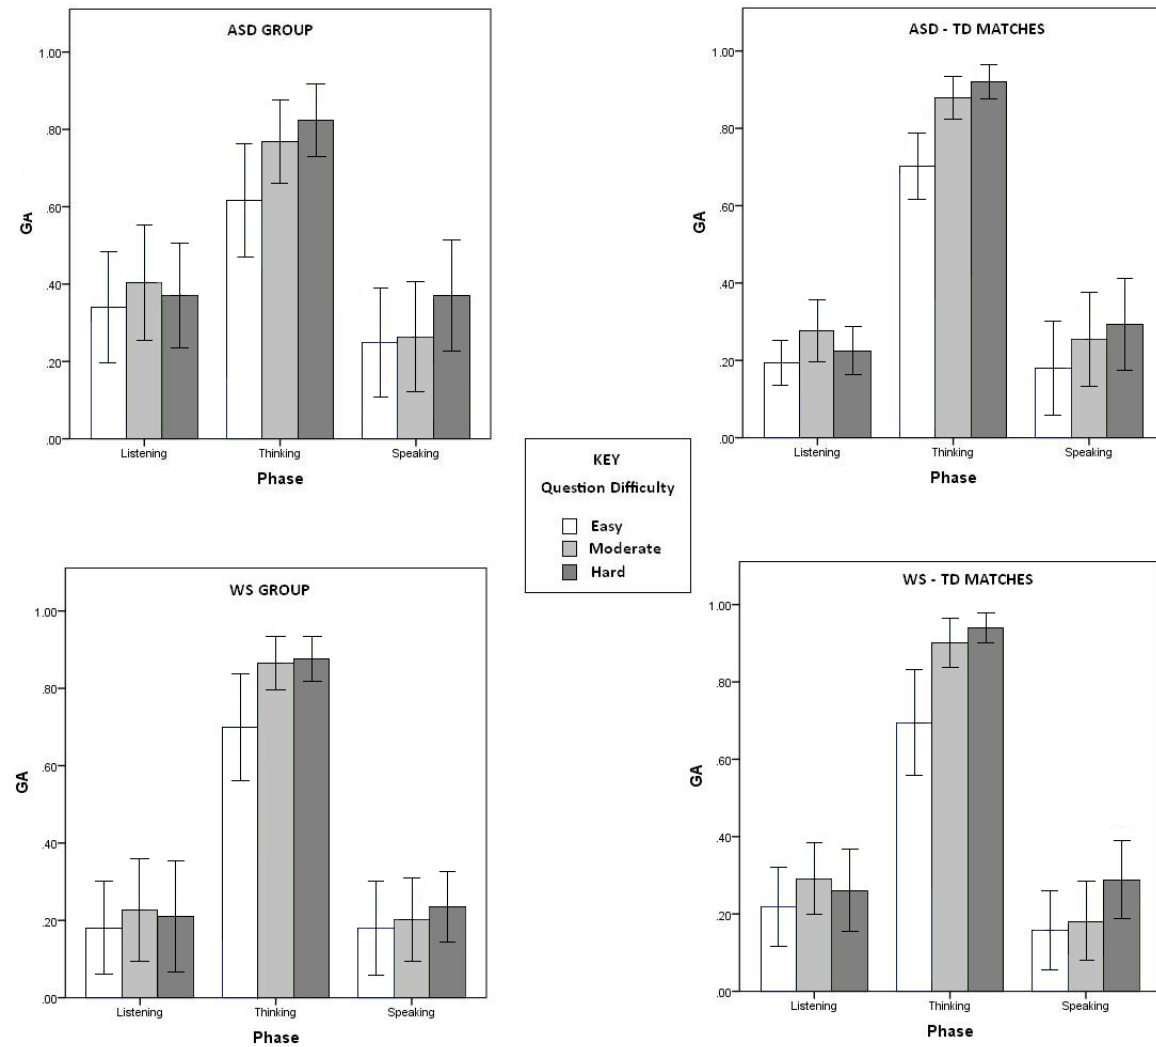 ASD GROUP
1.00
.80
.60
.40
.20
.00
GA
Listening
Thinking
Speaking
Phase
ASD - TD MATCHES
1.00
.80
.60
.40
.20
.00
GA
Listening
Thinking
Speaking
Phase
KEY
Question Difficulty
Easy
Moderate
Hard
WS GROUP
1.00
.80
.60
.40
.20
.00
GA
Listening
Thinking
Speaking
Phase
WS - TD MATCHES
1.00
.80
.60
.40
.20
.00
GA
Listening
Thinking
Speaking
Phase